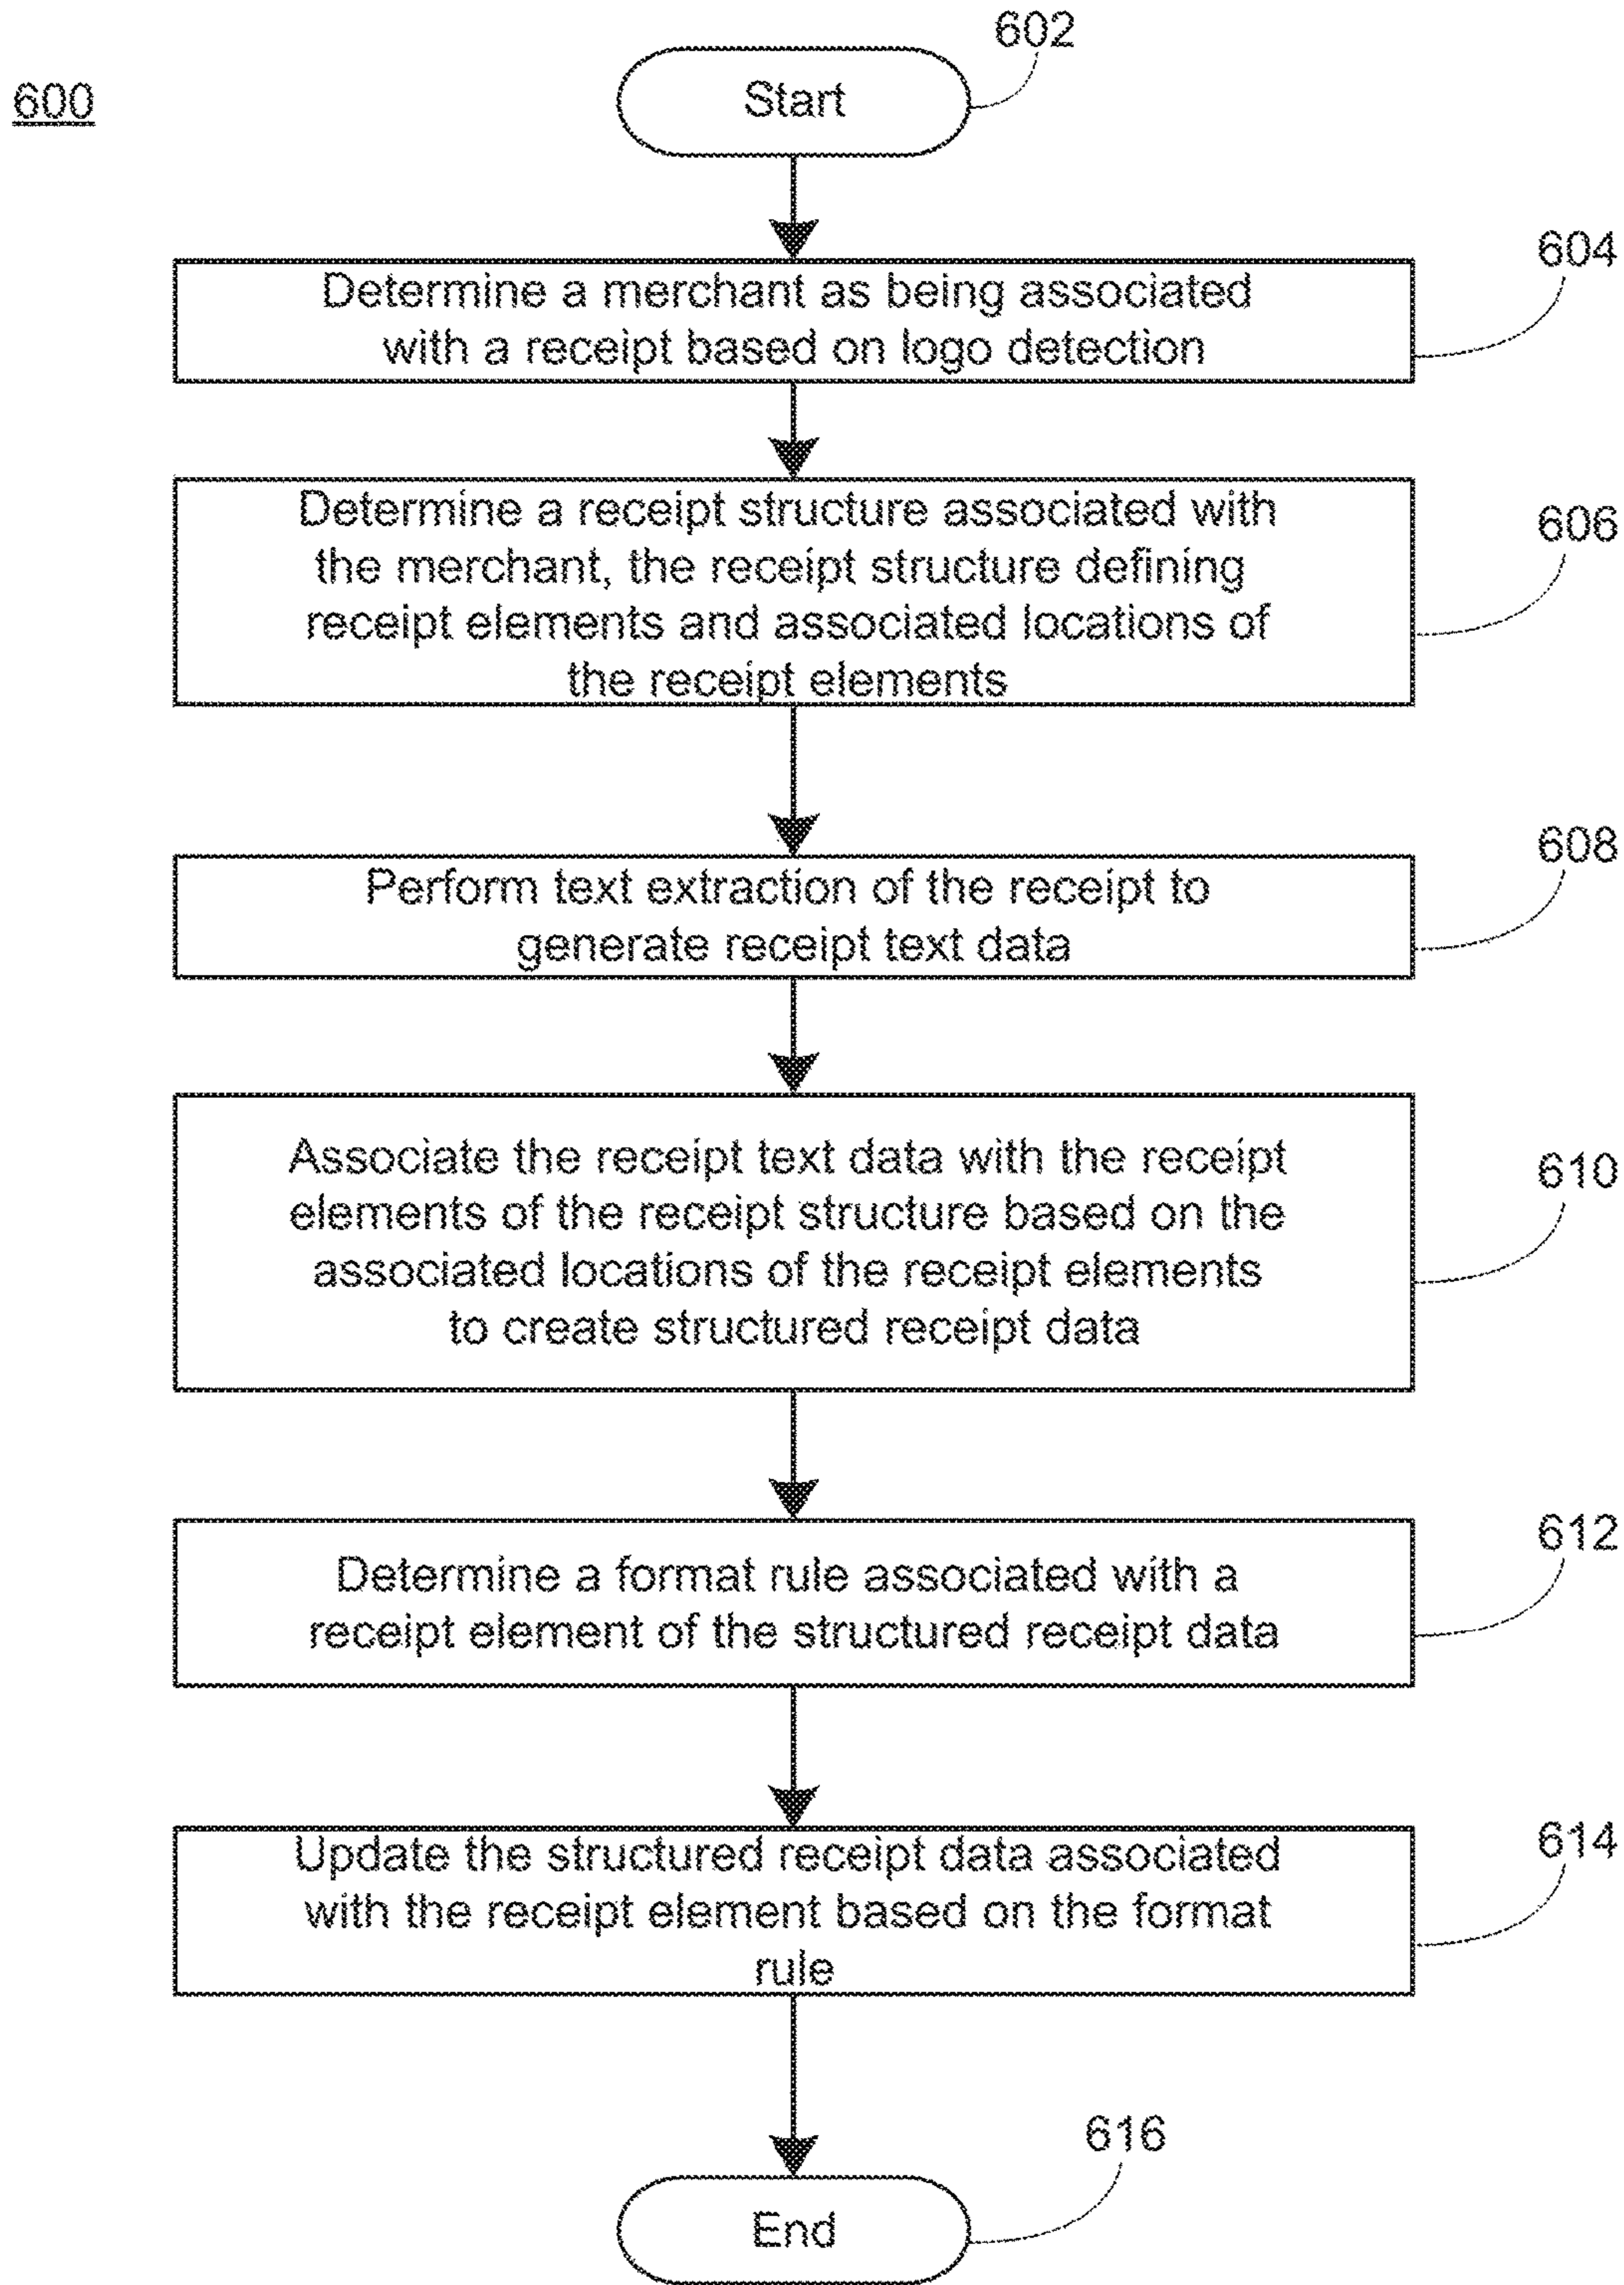 602
600
Start
604
Determine a merchant as being associated
with a receipt based on logo detection
606
Determine a receipt structure associated with
the merchant, the receipt structure defining
receipt elements and associated locations of
the receipt elements
608
Perform text extraction of the receipt to
generate receipt text data
610
Associate the receipt text data with the receipt
elements of the receipt structure based on the
associated locations of the receipt elements
to create structured receipt data
612
Determine a format rule associated with a
receipt element of the structured receipt data
614
Update the structured receipt data associated
with the receipt element based on the format
rule
616
End